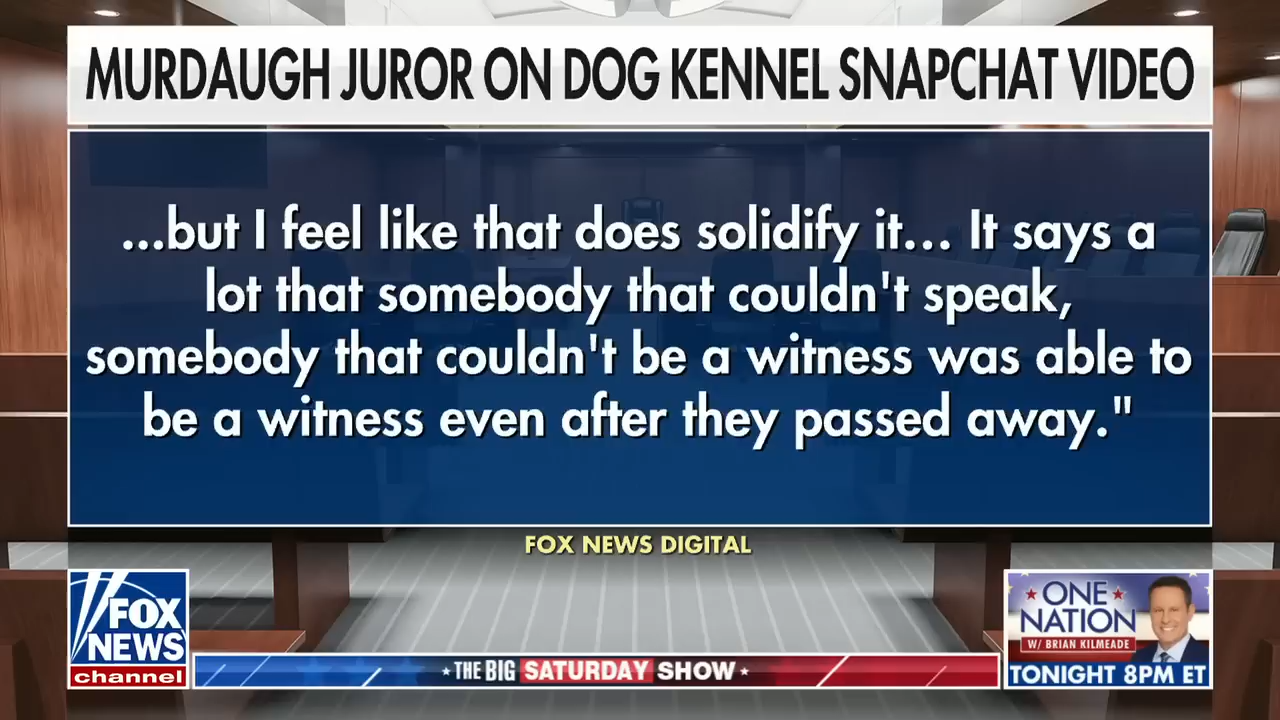 MURDAUGH JUROR ON DOG KENNEL SNAPCHAT VIDEO
...but I feel like that does solidify it... It says a
lot that somebody that couldn't speak,
somebody that couldn't be a witness was able to
be a witness even after they passed away."
FOX NEWS DIGITAL
FOX
NEWS
channel
THE BIG SATURDAY SHOW
ONE
NATION
W/ BRIAN KILMEADE
TONIGHT 8PM ET